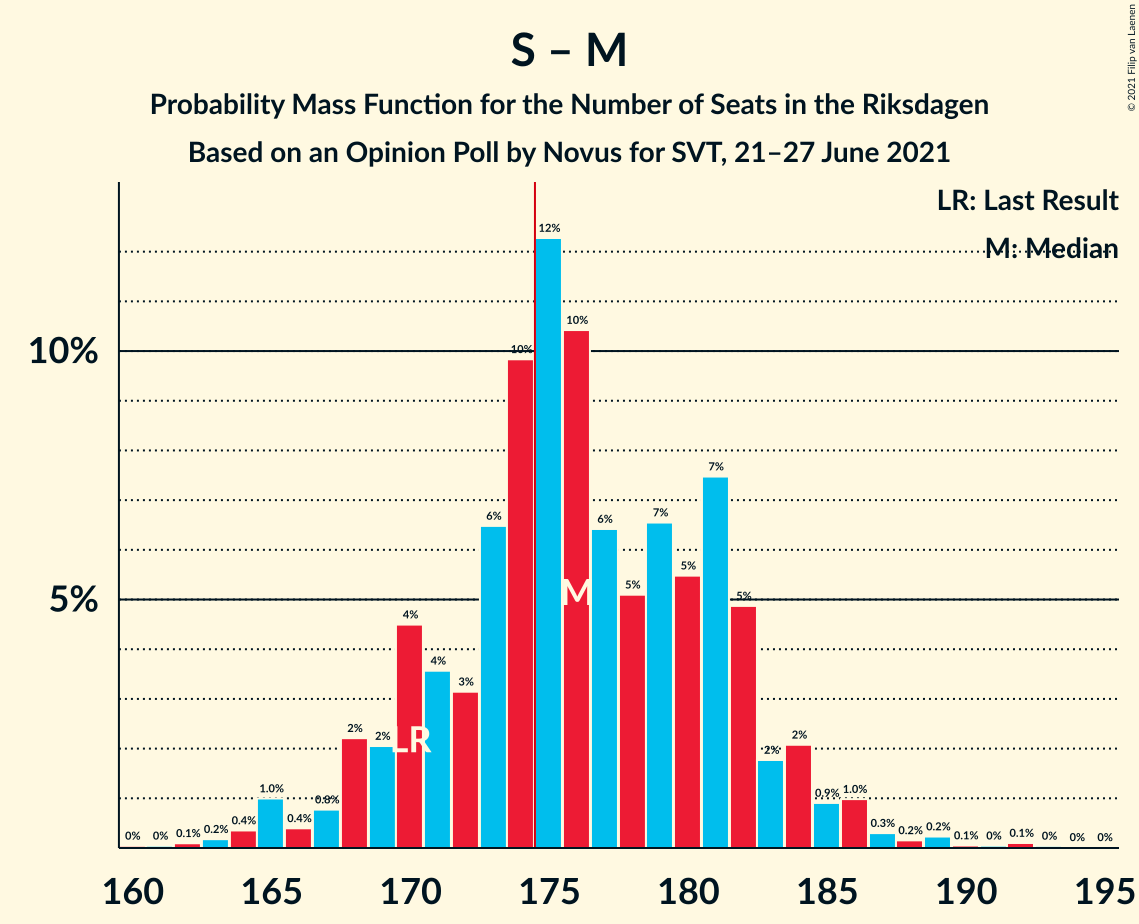 © 2021 Filip van Laenen
S – M
Probability Mass Function for the Number of Seats in the Riksdagen
Based on an Opinion Poll by Novus for SVT, 21–27 June 2021
LR: Last Result
M: Median
10%
5%
0% 0% 0.1% 0.2% 0.4% 1.0% 0.4% 0.8% 2% 2% 4% 4% 3% 6% 10% 12% 10% 6% 5% 7% 5% 7% 5% 2% 2% 0.9% 1.0% 0.3% 0.2% 0.2% 0.1% 0% 0.1% 0% 0% 0%
M
LR
160 165 170 175 180 185 190 195